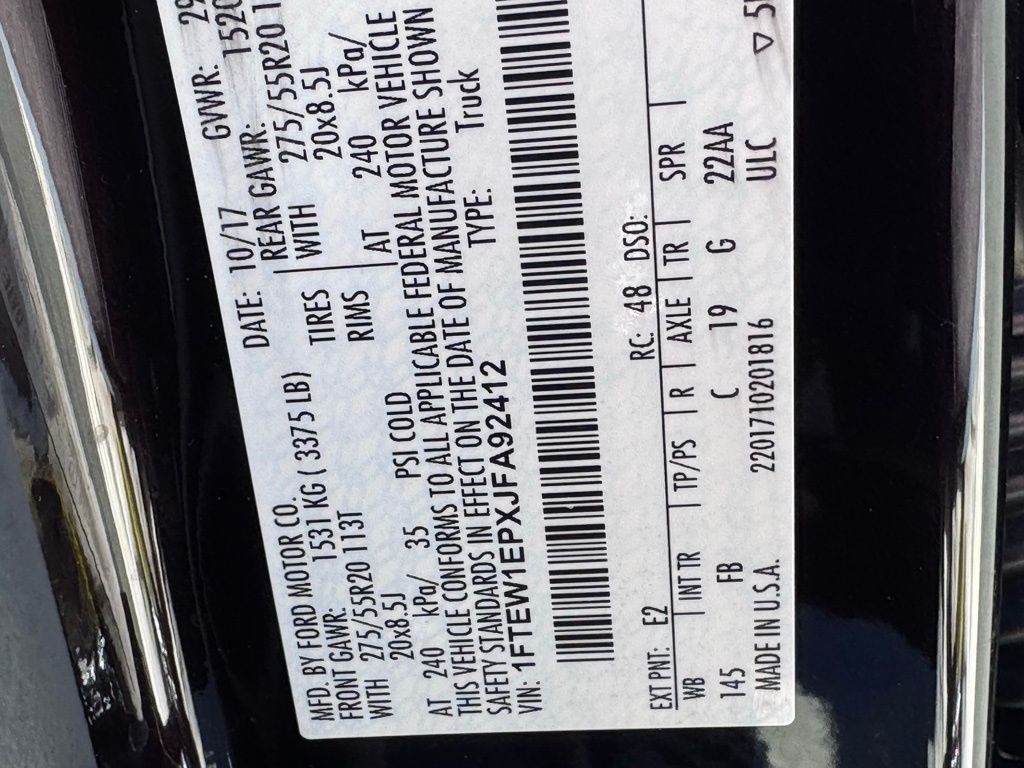 MFD. BY FORD MOTOR CO. DATE: 10/17 GVWR: 29
FRONT GAWR: 1531 KG ( 3375 LB) REAR GAWR: 1520
WITH 275/55R20 113T TIRES WITH 275/55R20 1
20x8.5J RIMS 20x8.5J
AT 240 kPa/ 35 PSI COLD AT 240 kPa/
THIS VEHICLE CONFORMS TO ALL APPLICABLE FEDERAL MOTOR VEHICLE
SAFETY STANDARDS IN EFFECT ON THE DATE OF MANUFACTURE SHOWN
VIN: 1FTEW1EPXJFA92412 TYPE: Truck
EXT PNT: E2 RC: 48 DSO:
WB INT TR TP/PS R AXLE TR SPR
145 FB C 19 G 22AA
MADE IN U.S.A. 220171020181​6 ULC